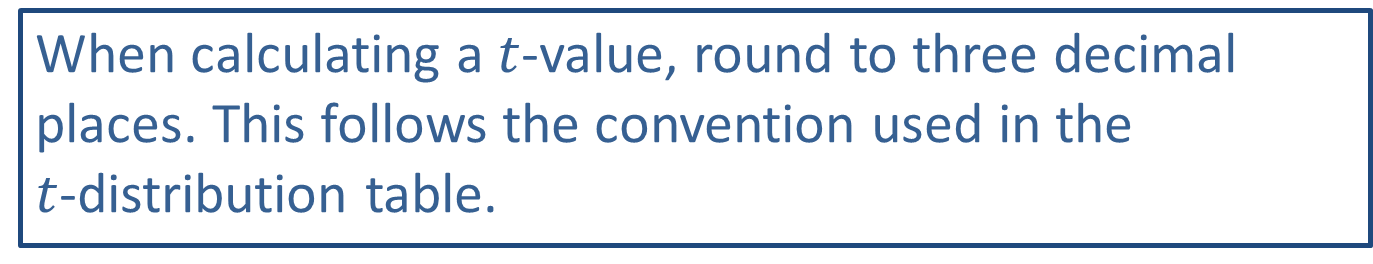 When calculating a t-value, round to three decimal
places. This follows the convention used in the
t-distribution table.